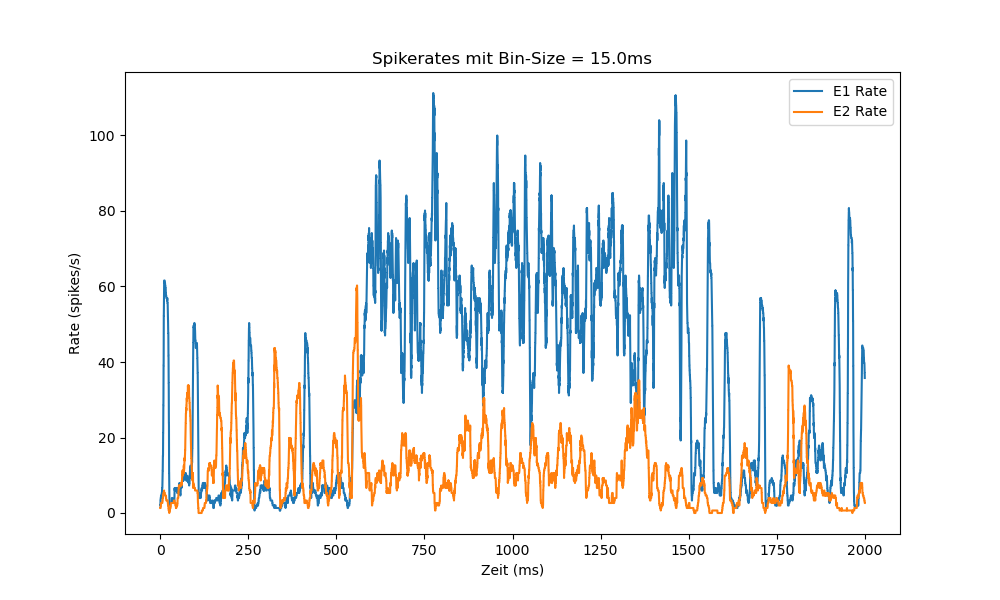 Spikerates mit Bin-Size = 15.0ms
E1 Rate
E2 Rate
Rate (spikes/s)
100
80
60
40
20
0
0 250 500 750 1000 1250 1500 1750 2000
Zeit (ms)